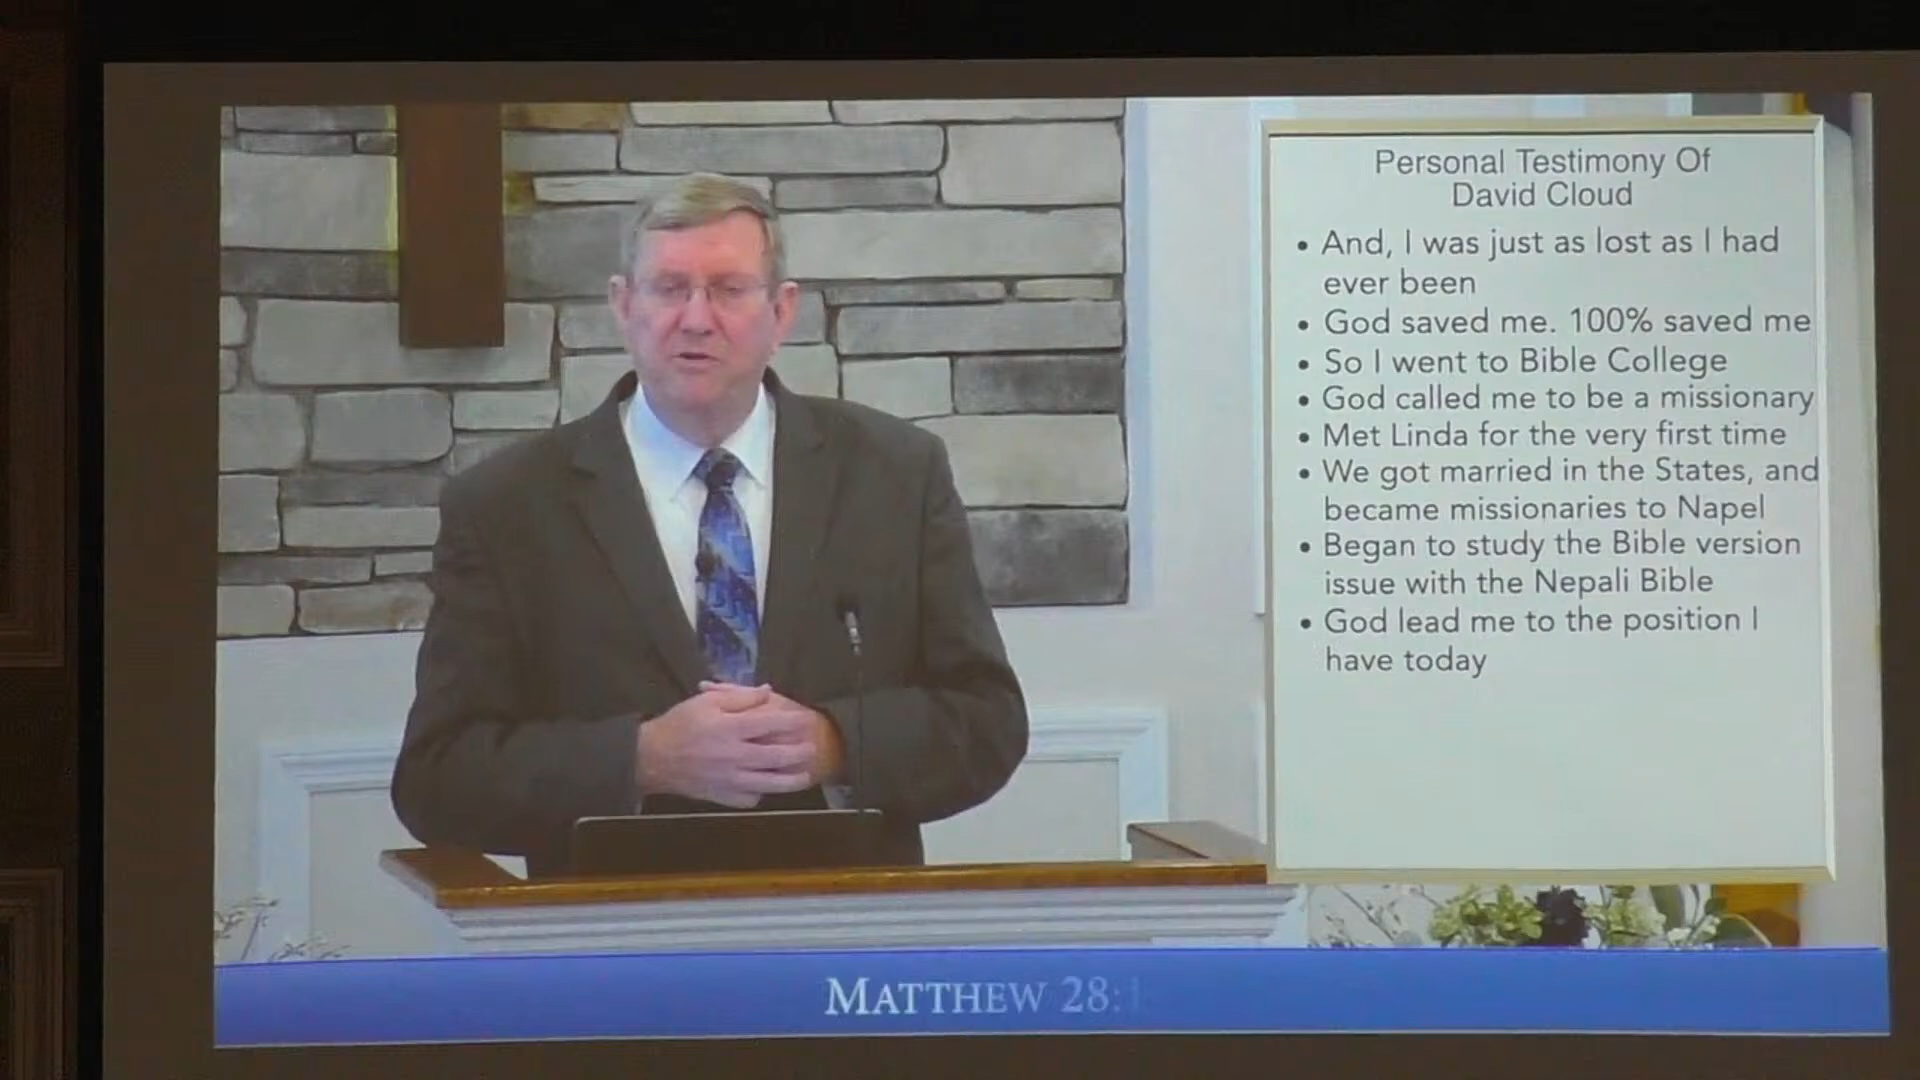 Personal Testimony Of
David Cloud
• And, I was just as lost as I had
ever been
• God saved me. 100% saved me
• So I went to Bible College
• God called me to be a missionary
• Met Linda for the very first time
• We got married in the States, and
became missionaries to Napel
• Began to study the Bible version
issue with the Nepali Bible
• God lead me to the position I
have today
MATTHEW 28:1